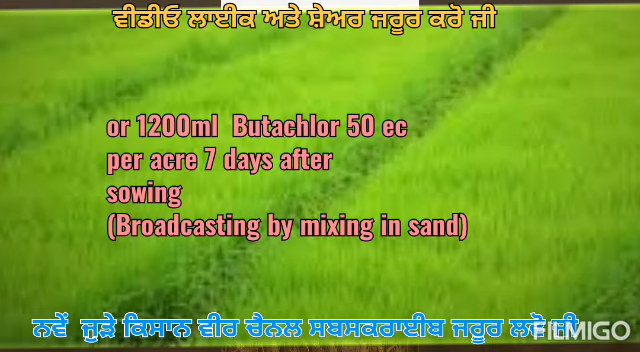 ਵੀਡੀਓ ਲਾਈਕ ਅਤੇ ਸ਼ੇਅਰ ਜਰੂਰ ਕਰੋ ਜੀ
or 1200ml Butachlor 50 ec
per acre 7 days after
sowing
(Broadcasting by mixing in sand)
ਨਵੇਂ ਜੁੜੇ ਕਿਸਾਨ ਵੀਰ ਚੈਨਲ ਸਬਸਕਰਾਈਬ ਜਰੂਰ ਲਰੋ ਜੀ
FILMIGO